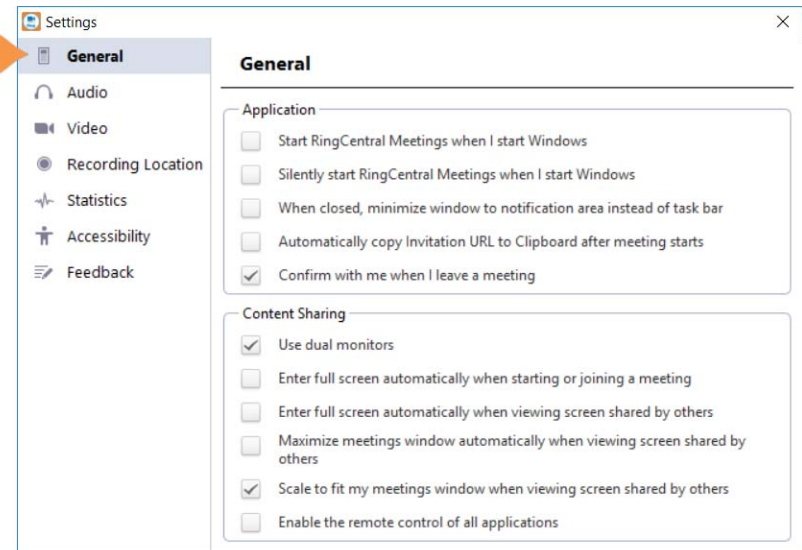 Settings
General
Audio
Video
Recording Location
Statistics
Accessibility
Feedback
General
Application
Start RingCentral Meetings when I start Windows
Silently start RingCentral Meetings when I start Windows
When closed, minimize window to notification area instead of task bar
Automatically copy Invitation URL to Clipboard after meeting starts
Confirm with me when I leave a meeting
Content Sharing
Use dual monitors
Enter full screen automatically when starting or joining a meeting
Enter full screen automatically when viewing screen shared by others
Maximize meetings window automatically when viewing screen shared by
others
Scale to fit my meetings window when viewing screen shared by others
Enable the remote control of all applications